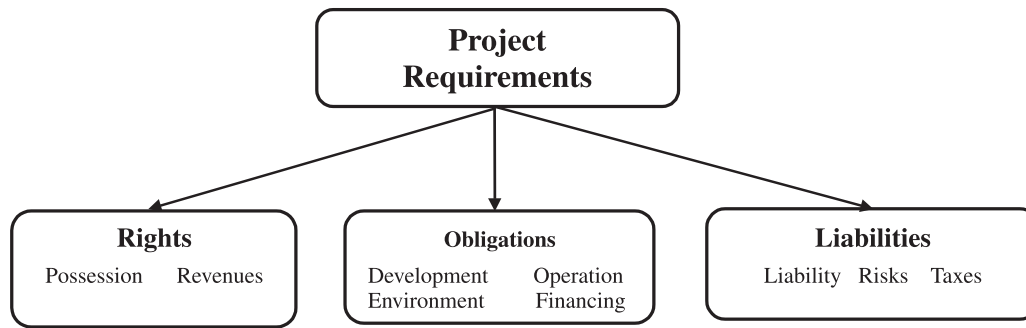 Project
Requirements
Rights
Possession Revenues
Obligations
Development Operation
Environment Financing
Liabilities
Liability Risks Taxes